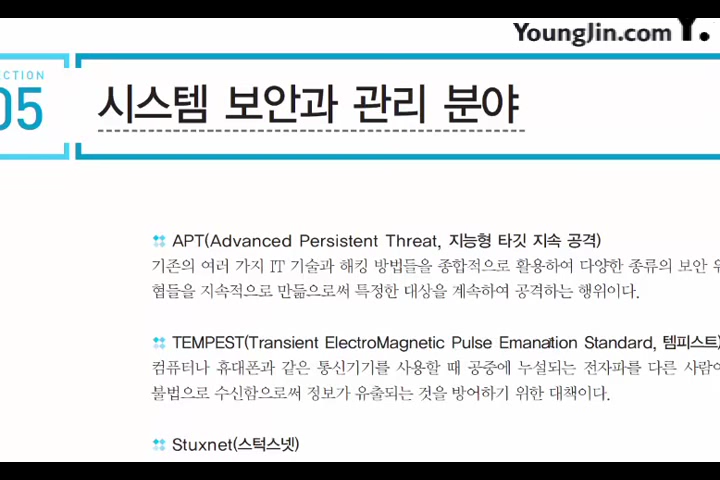 YoungJin.com Y.
CTION
05
시스템 보안과 관리 분야
APT(Advanced Persistent Threat, 지능형 타깃 지속 공격)
기존의 여러 가지 IT 기술과 해킹 방법들을 종합적으로 활용하여 다양한 종류의 보안 위
협들을 지속적으로 만듦으로써 특정한 대상을 계속하여 공격하는 행위이다.
TEMPEST(Transient ElectroMagnetic Pulse Emanation Standard, 템피스트)
컴퓨터나 휴대폰과 같은 통신기기를 사용할 때 공중에 누설되는 전자파를 다른 사람이
불법으로 수신함으로써 정보가 유출되는 것을 방어하기 위한 대책이다.
Stuxnet(스턱스넷)